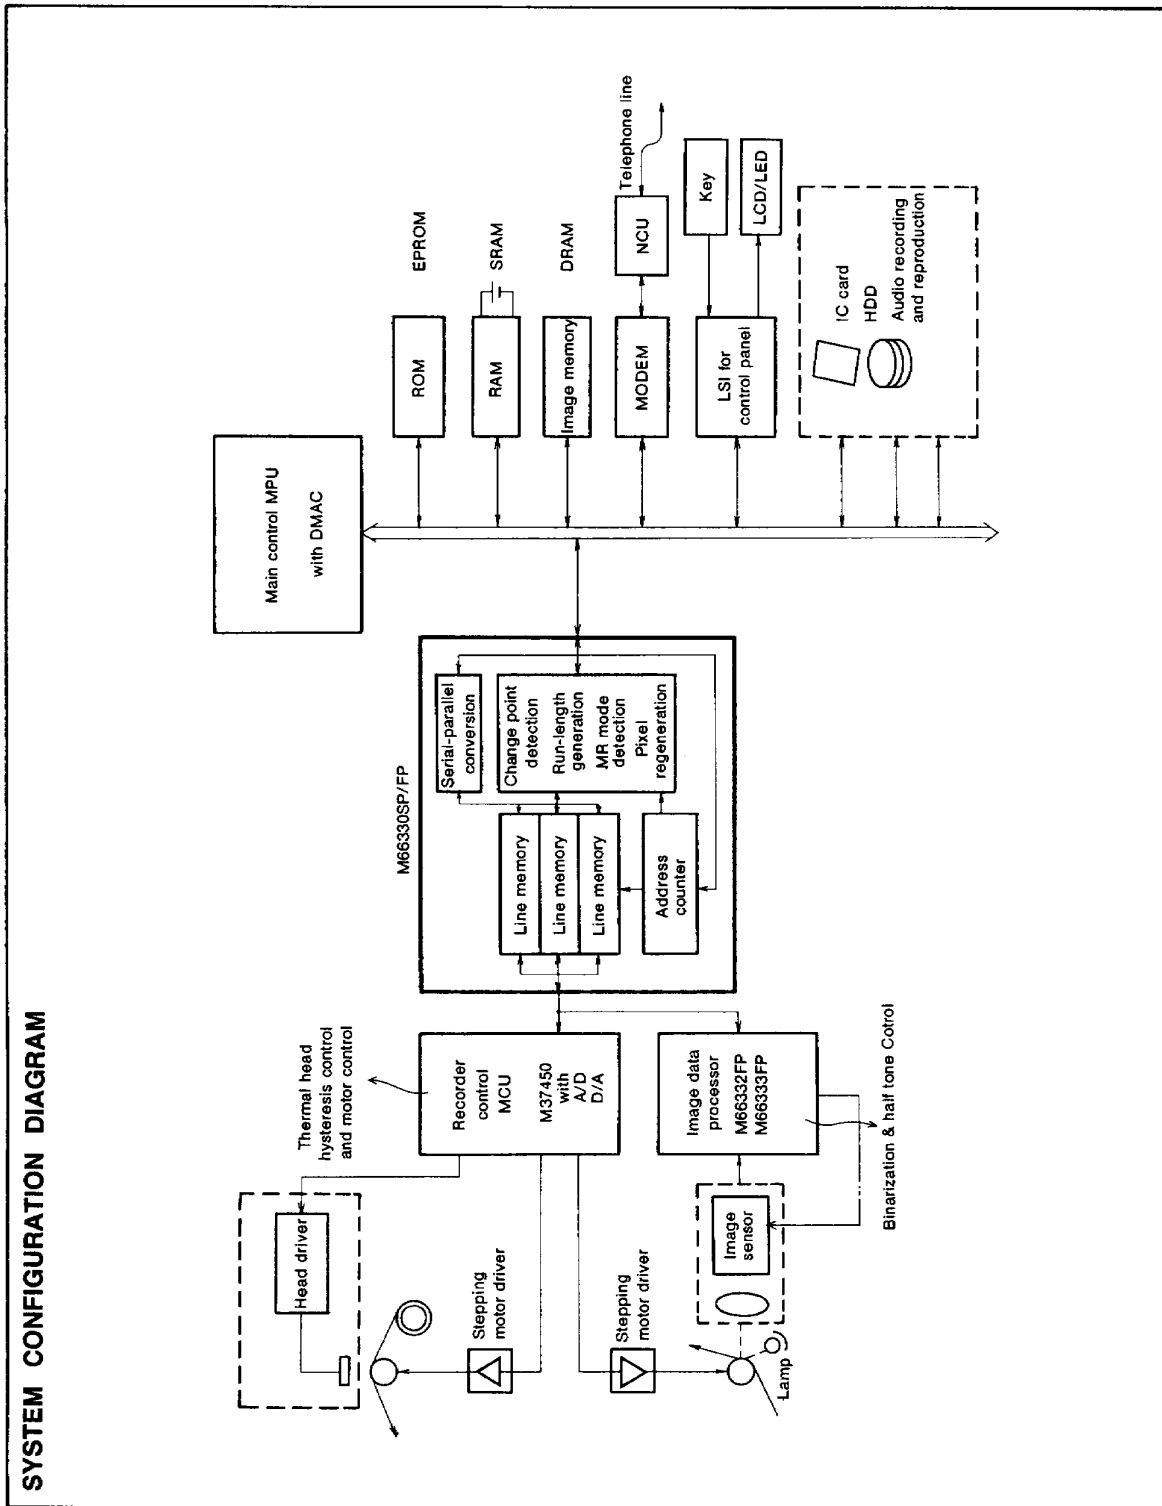 SYSTEM CONFIGURATION DIAGRAM
Thermal head
hysteresis control
and motor control
Head driver
Stepping
motor driver
Stepping
motor driver
Recorder
control
MCU
M37450
with
A/D
D/A
Image data
processor
M66332FP
M66333FP
Image
sensor
Lamp
Binarization & half tone Cotrol
M66330SP/FP
Serial-parallel
conversion
Change point
detection
Run-length
generation
MR mode
detection
Pixel
regeneration
Line memory
Line memory
Line memory
Address
counter
Main control MPU
with DMAC
ROM
EPROM
RAM
SRAM
Image memory
DRAM
MODEM
NCU
Telephone line
LSI for
control panel
Key
LCD/LED
IC card
HDD
Audio recording
and reproduction